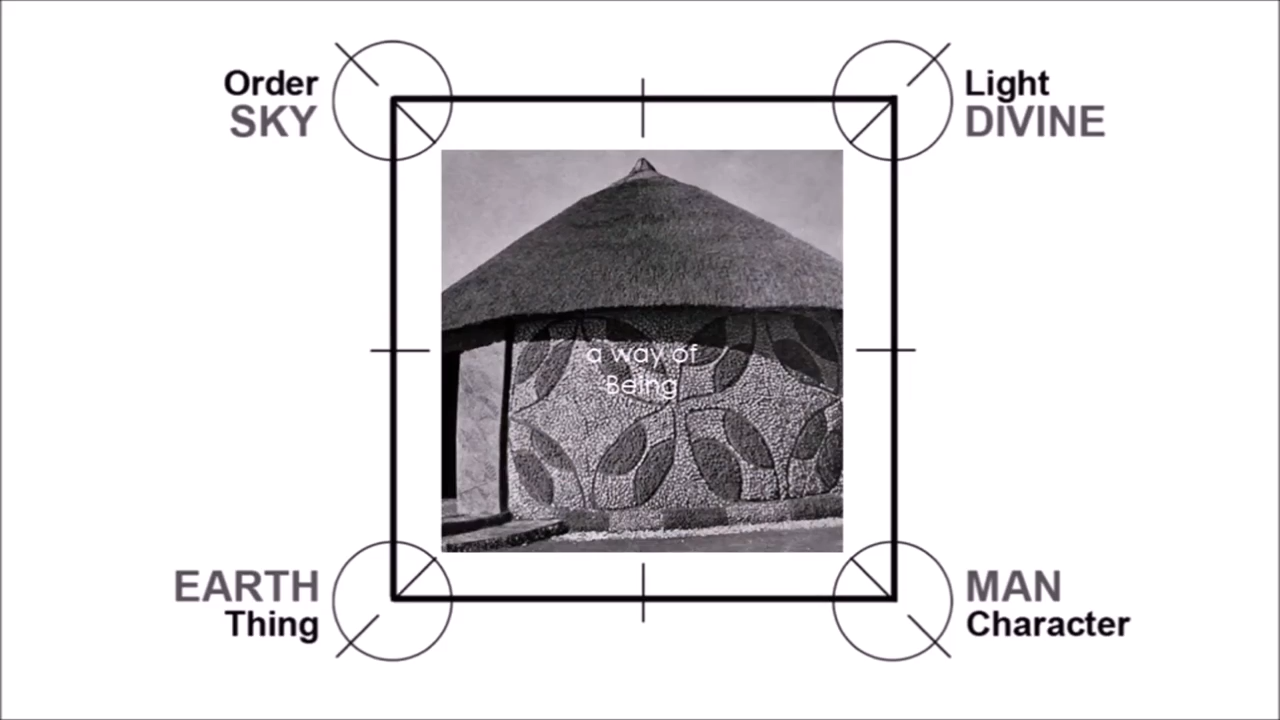 Order
SKY
Light
DIVINE
a way of
Being
EARTH
Thing
MAN
Character